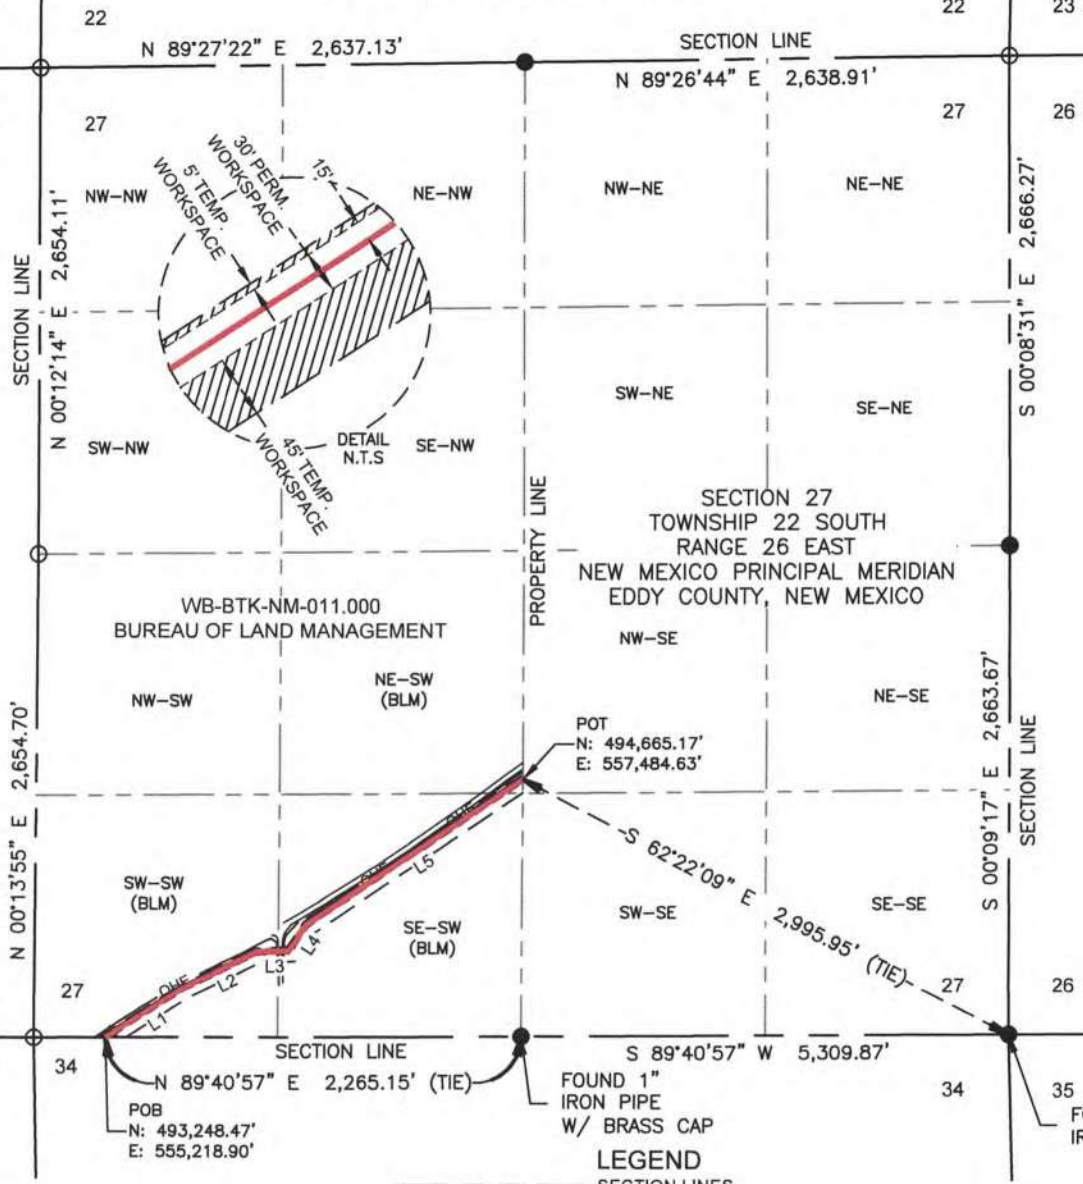 22
22
23
N 89°27'22" E 2,637.13'
SECTION LINE
N 89°26'44" E 2,638.91'
27
27
26
30' PERM.
WORKSPACE
15'
5' TEMP.
WORKSPACE
NW-NW
NE-NW
NW-NE
NE-NE
SECTION LINE
N 00°12'14" E 2,654.11'
S 00°08'31" E 2,666.27'
SW-NE
SE-NE
SW-NW
DETAIL
N.T.S
SE-NW
45' TEMP.
WORKSPACE
PROPERTY LINE
SECTION 27
TOWNSHIP 22 SOUTH
RANGE 26 EAST
NEW MEXICO PRINCIPAL MERIDIAN
EDDY COUNTY, NEW MEXICO
WB-BTK-NM-011.000
BUREAU OF LAND MANAGEMENT
NW-SW
NE-SW
(BLM)
NW-SE
NE-SE
POT
N: 494,665.17'
E: 557,484.63'
N 00°13'55" E 2,654.70'
S 00°09'17" E 2,663.67'
SECTION LINE
OHE
OHE
L5
S 62°22'09" E 2,995.95' (TIE)
SW-SW
(BLM)
SE-SW
(BLM)
SW-SE
SE-SE
L4
L3
L2
OHE
L1
27
27
26
SECTION LINE
S 89°40'57" W 5,309.87'
34
N 89°40'57" E 2,265.15' (TIE)
FOUND 1"
IRON PIPE
W/ BRASS CAP
34
35
POB
N: 493,248.47'
E: 555,218.90'
LEGEND
SECTION LINES